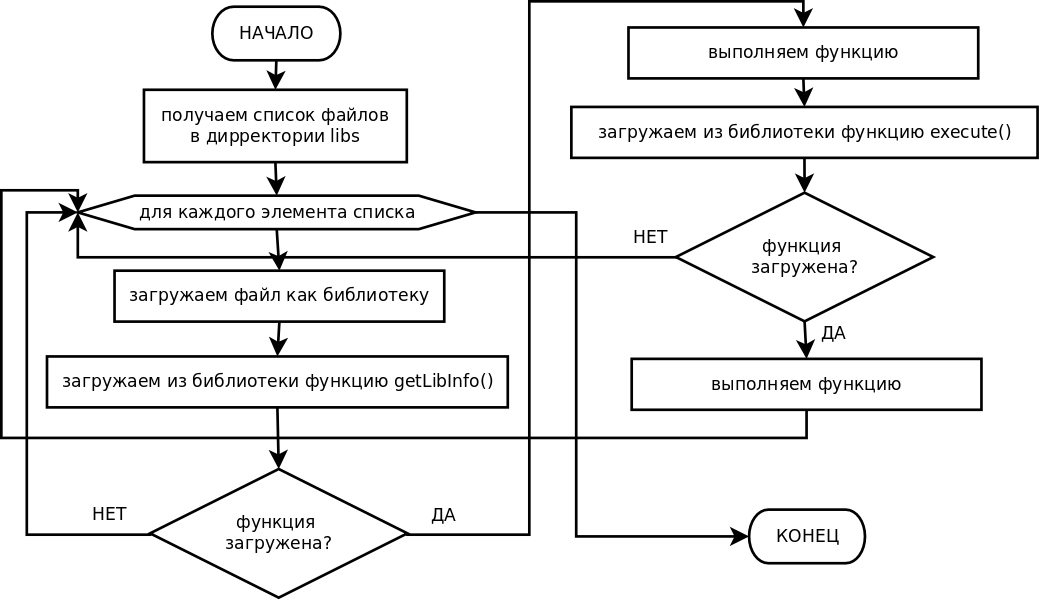 НАЧАЛО
получаем список файлов
в дирректории libs
для каждого элемента списка
загружаем файл как библиотеку
загружаем из библиотеки функцию getLibInfo()
функция
загружена?
НЕТ
ДА
выполняем функцию
загружаем из библиотеки функцию execute()
функция
загружена?
НЕТ
ДА
выполняем функцию
КОНЕЦ